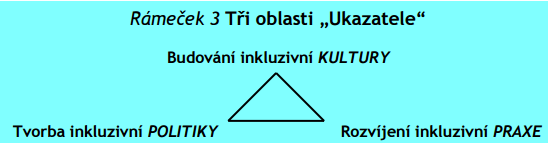 Rámeček 3 Tři oblasti „Ukazatele“
Budování inkluzivní KULTURY
Tvorba inkluzivní POLITIKY
Rozvíjení inkluzivní PRAXE